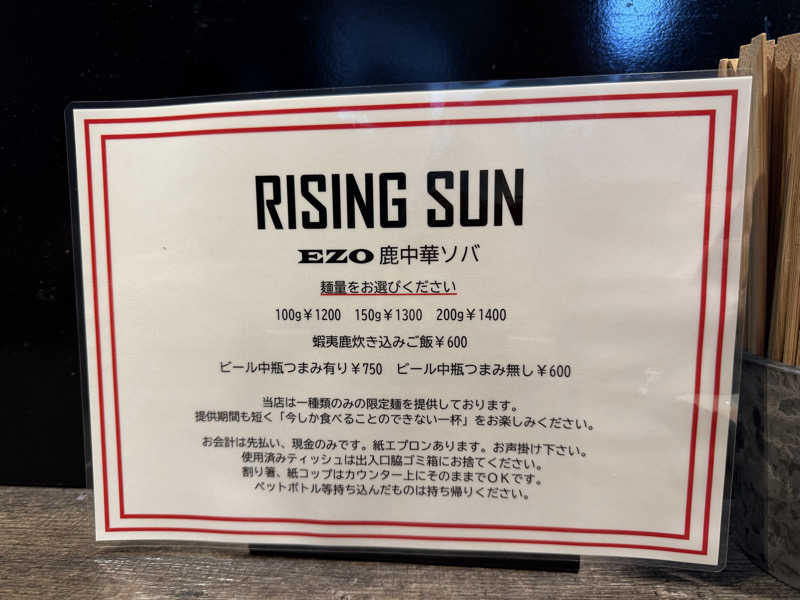 RISING SUN
EZO 鹿中華ソバ
麺量をお選びください
100g￥1200　150g￥1300　200g￥1400
蝦夷鹿炊き込みご飯￥600
ビール中瓶つまみ有り￥750　ビール中瓶つまみ無し￥600
当店は一種類のみの限定麺を提供しております。
提供期間も短く「今しか食べることのできない一杯」をお楽しみください。
お会計は先払い、現金のみです。紙エプロンあります。お声掛け下さい。
使用済みティッシュは出入口脇ゴミ箱にお捨てください。
割り箸、紙コップはカウンター上にそのままでＯＫです。
ペットボトル等持ち込んだものは持ち帰りください。